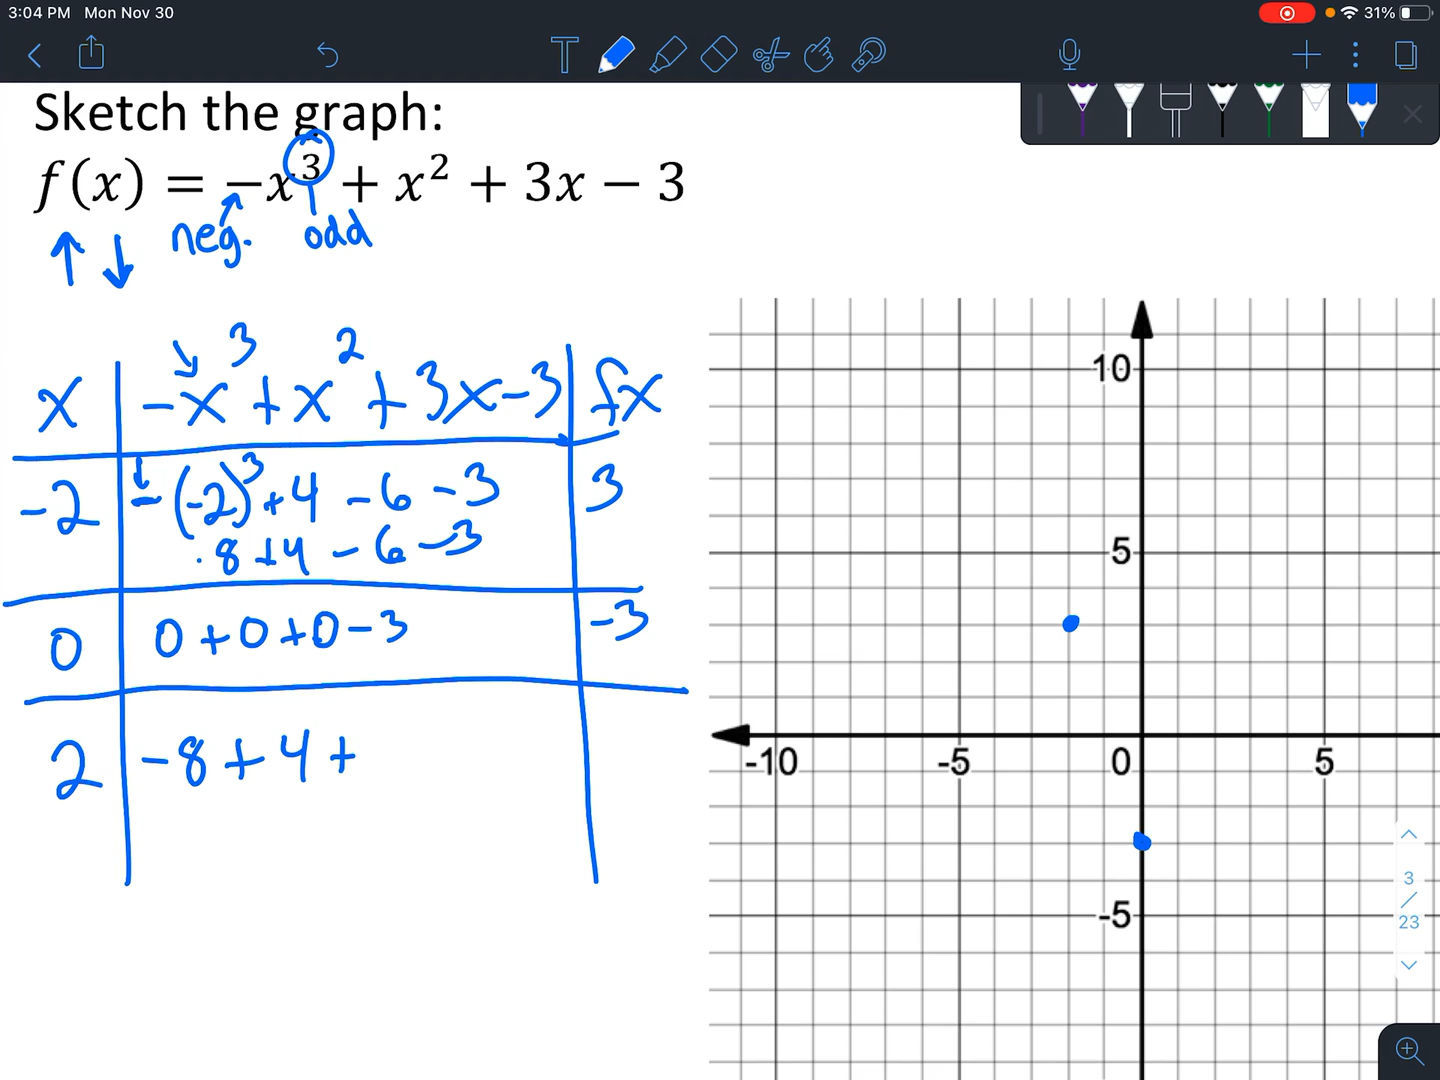 3:04 PM Mon Nov 30
31%
T
Sketch the graph:
f(x) = −x³ + x² + 3x − 3
neg. odd
x -x³ + x² + 3x - 3 fx
-2 -(-2)³ + 4 - 6 - 3 3
8 + 4 - 6 - 3
0 0 + 0 + 0 - 3 -3
2 -8 + 4 +
10
5
-10 -5 0 5
-5
3
/
23